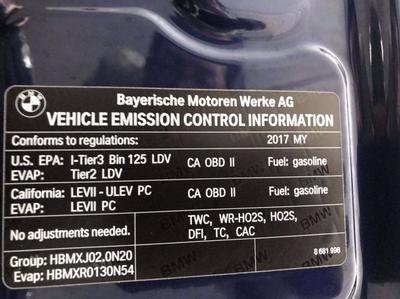 BMW
Bayerische Motoren Werke AG
VEHICLE EMISSION CONTROL INFORMATION
Conforms to regulations: 2017 MY
U.S. EPA: I-Tier3 Bin 125 LDV CA OBD II Fuel: gasoline
EVAP: Tier2 LDV
California: LEVII - ULEV PC CA OBD II Fuel: gasoline
EVAP: LEVII PC
No adjustments needed. TWC, WR-HO2S, HO2S,
DFI, TC, CAC
Group: HBMXJ02,0N20
Evap: HBMXR0130N54
8 681 998